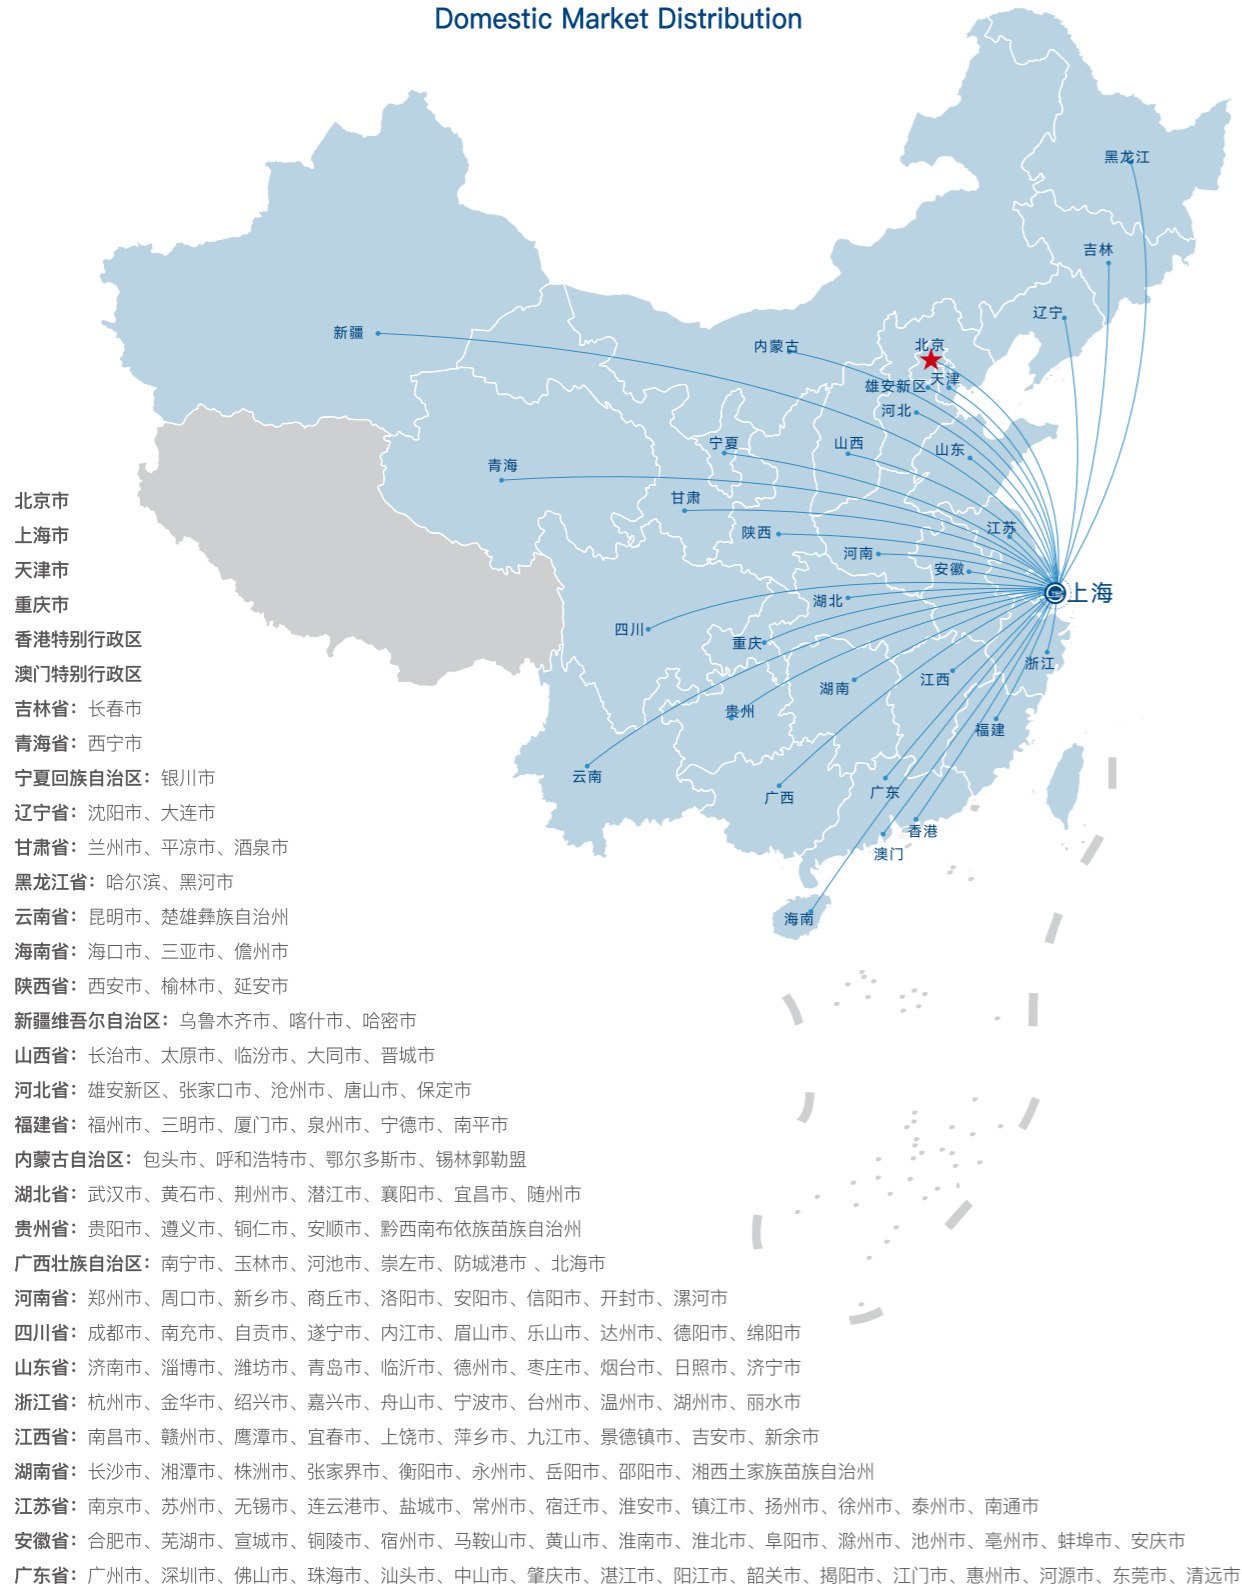 Domestic Market Distribution
黑龙江
吉林
辽宁
新疆
内蒙古
北京
天津
雄安新区
河北
宁夏
山西
山东
青海
甘肃
陕西
江苏
河南
安徽
上海
湖北
四川
重庆
浙江
江西
湖南
贵州
福建
云南
广西
广东
香港
澳门
海南
北京市
上海市
天津市
重庆市
香港特别行政区
澳门特别行政区
吉林省：长春市
青海省：西宁市
宁夏回族自治区：银川市
辽宁省：沈阳市、大连市
甘肃省：兰州市、平凉市、酒泉市
黑龙江省：哈尔滨、黑河市
云南省：昆明市、楚雄彝族自治州
海南省：海口市、三亚市、儋州市
陕西省：西安市、榆林市、延安市
新疆维吾尔自治区：乌鲁木齐市、喀什市、哈密市
山西省：长治市、太原市、临汾市、大同市、晋城市
河北省：雄安新区、张家口市、沧州市、唐山市、保定市
福建省：福州市、三明市、厦门市、泉州市、宁德市、南平市
内蒙古自治区：包头市、呼和浩特市、鄂尔多斯市、锡林郭勒盟
湖北省：武汉市、黄石市、荆州市、潜江市、襄阳市、宜昌市、随州市
贵州省：贵阳市、遵义市、铜仁市、安顺市、黔西南布依族苗族自治州
广西壮族自治区：南宁市、玉林市、河池市、崇左市、防城港市 、北海市
河南省：郑州市、周口市、新乡市、商丘市、洛阳市、安阳市、信阳市、开封市、漯河市
四川省：成都市、南充市、自贡市、遂宁市、内江市、眉山市、乐山市、达州市、德阳市、绵阳市
山东省：济南市、淄博市、潍坊市、青岛市、临沂市、德州市、枣庄市、烟台市、日照市、济宁市
浙江省：杭州市、金华市、绍兴市、嘉兴市、舟山市、宁波市、台州市、温州市、湖州市、丽水市
江西省：南昌市、赣州市、鹰潭市、宜春市、上饶市、萍乡市、九江市、景德镇市、吉安市、新余市
湖南省：长沙市、湘潭市、株洲市、张家界市、衡阳市、永州市、岳阳市、邵阳市、湘西土家族苗族自治州
江苏省：南京市、苏州市、无锡市、连云港市、盐城市、常州市、宿迁市、淮安市、镇江市、扬州市、徐州市、泰州市、南通市
安徽省：合肥市、芜湖市、宣城市、铜陵市、宿州市、马鞍山市、黄山市、淮南市、淮北市、阜阳市、滁州市、池州市、亳州市、蚌埠市、安庆市
广东省：广州市、深圳市、佛山市、珠海市、汕头市、中山市、肇庆市、湛江市、阳江市、韶关市、揭阳市、江门市、惠州市、河源市、东莞市、清远市